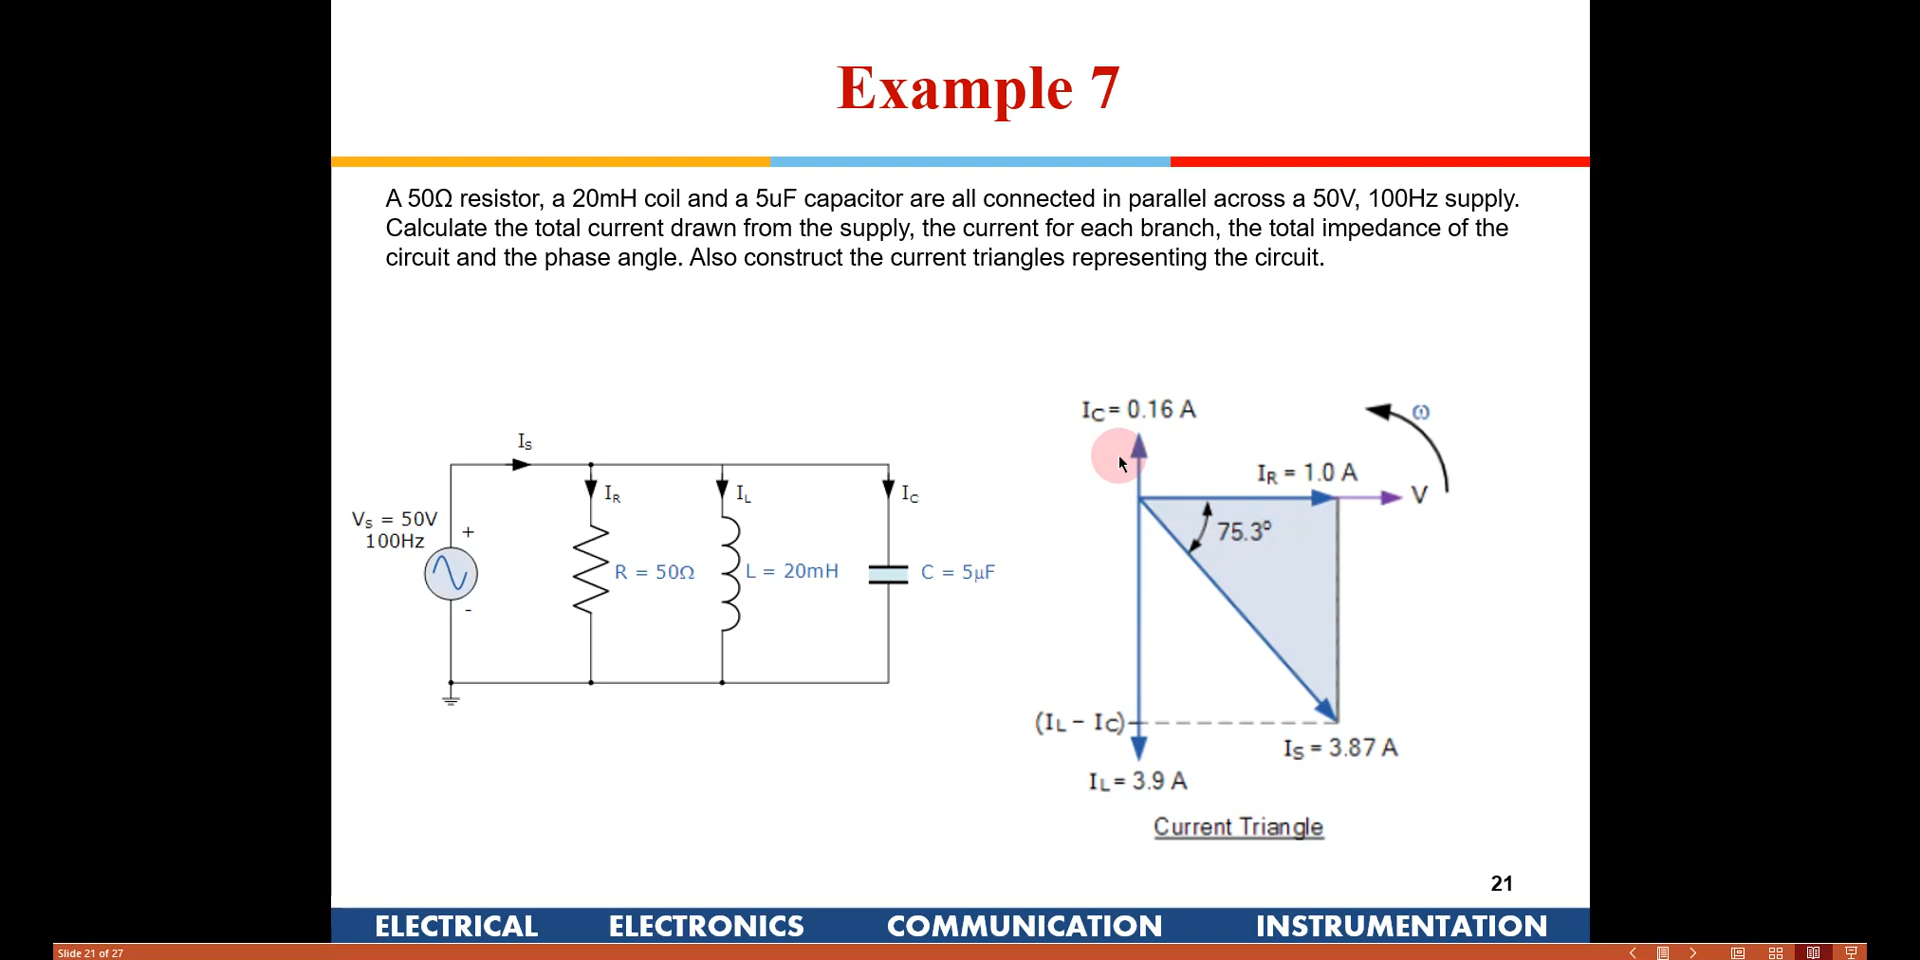 Example 7
A 50Ω resistor, a 20mH coil and a 5uF capacitor are all connected in parallel across a 50V, 100Hz supply.
Calculate the total current drawn from the supply, the current for each branch, the total impedance of the
circuit and the phase angle. Also construct the current triangles representing the circuit.
IS
IR
IL
IC
VS = 50V
100Hz
+
-
R = 50Ω
L = 20mH
C = 5μF
IC = 0.16 A
ω
IR = 1.0 A
V
75.3º
(IL - IC)
IS = 3.87 A
IL = 3.9 A
Current Triangle
21
ELECTRICAL ELECTRONICS COMMUNICATION INSTRUMENTATION
Slide 21 of 27